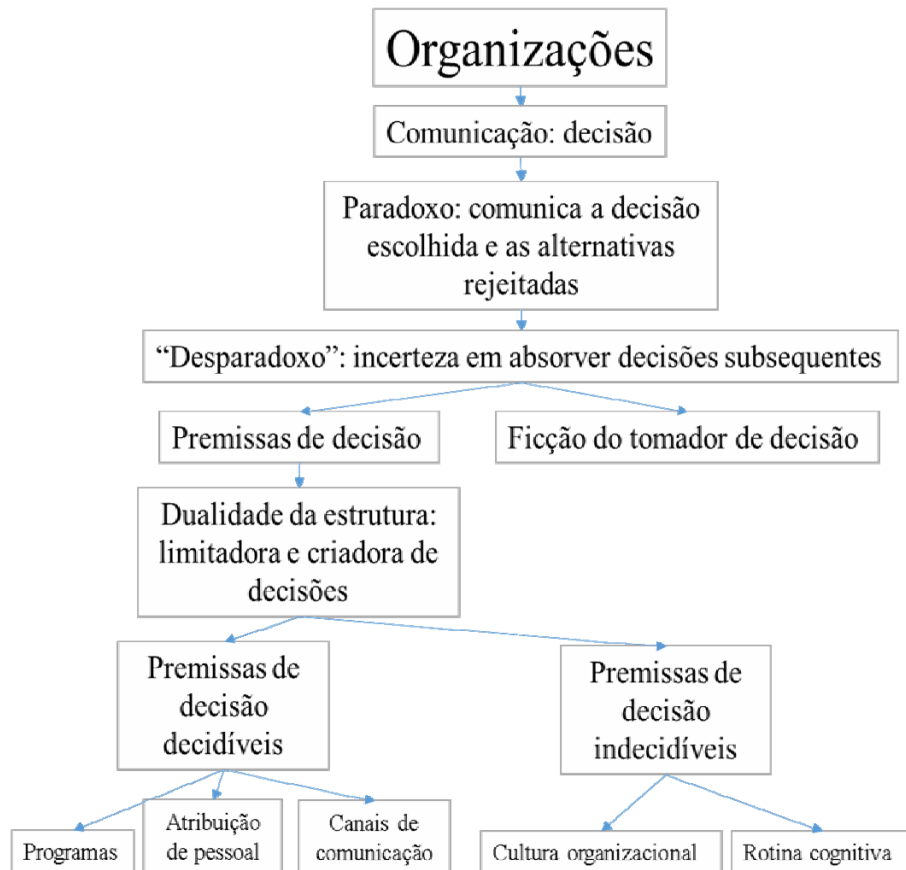 Organizações
Comunicação: decisão
Paradoxo: comunica a decisão
escolhida e as alternativas
rejeitadas
“Desparadoxo”: incerteza em absorver decisões subsequentes
Premissas de decisão
Ficção do tomador de decisão
Dualidade da estrutura:
limitadora e criadora de
decisões
Premissas de
decisão
decidíveis
Premissas de
decisão
indecidíveis
Programas
Atribuição
de pessoal
Canais de
comunicação
Cultura organizacional
Rotina cognitiva